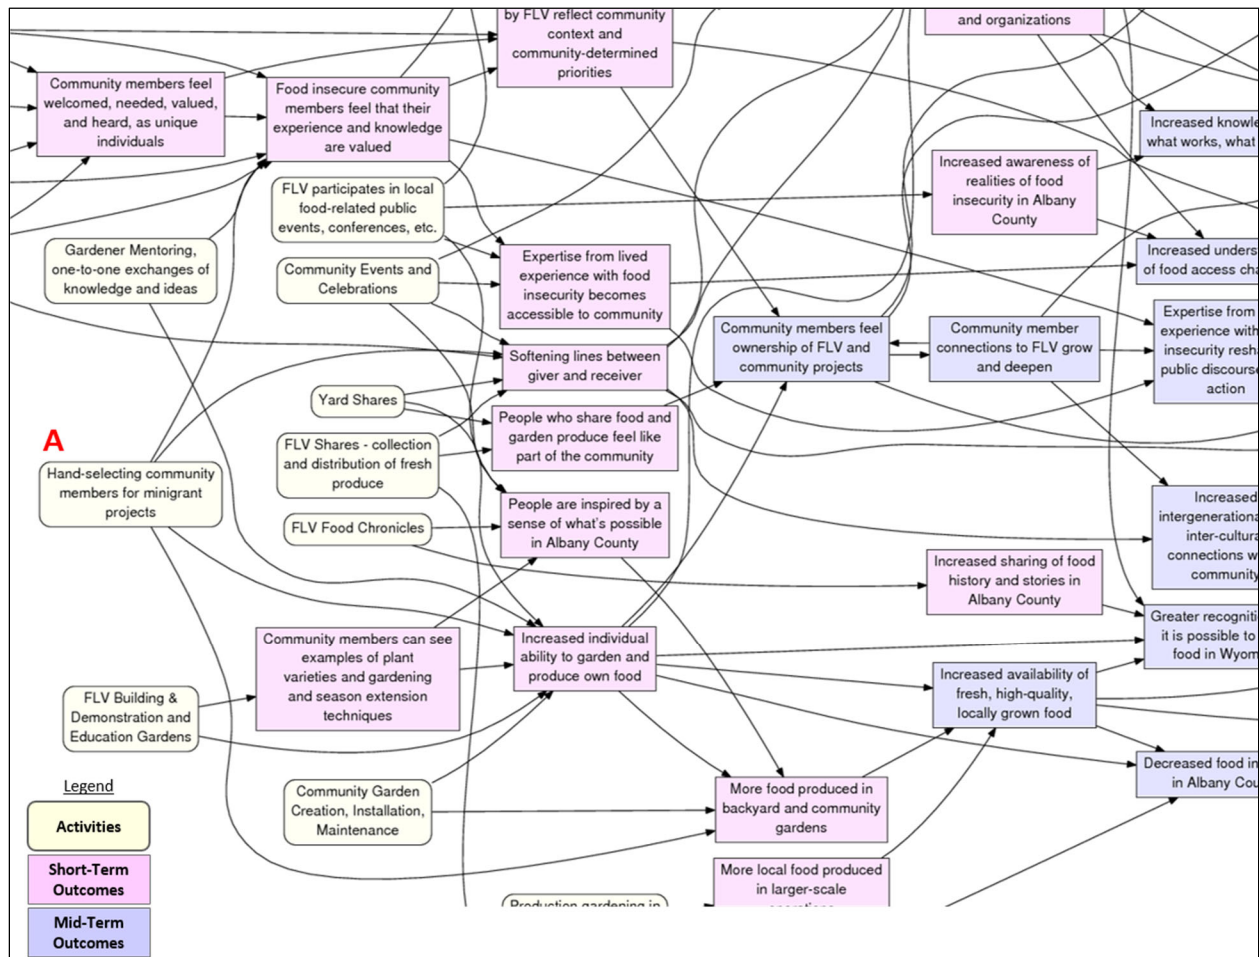 by FLV reflect community
context and
community-determined
priorities
and organizations
Community members feel
welcomed, needed, valued,
and heard, as unique
individuals
Food insecure community
members feel that their
experience and knowledge
are valued
Increased
what works, what
Increased awareness of
realities of food
insecurity in Albany
County
FLV participates in local
food-related public
events, conferences, etc.
Gardener Mentoring,
one-to-one exchanges of
knowledge and ideas
Community Events and
Celebrations
Expertise from lived
experience with food
insecurity becomes
accessible to community
Increased
of food access
Expertise from
experience with
insecurity
public discourse
action
Community members feel
ownership of FLV and
community projects
Community member
connections to FLV grow
and deepen
Softening lines between
giver and receiver
Yard Shares
People who share food and
garden produce feel like
part of the community
FLV Shares - collection
and distribution of fresh
produce
A
Hand-selecting community
members for minigrant
projects
People are inspired by a
sense of what's possible
in Albany County
FLV Food Chronicles
Increased
connections
community
Increased sharing of food
history and stories in
Albany County
Greater
it is possible to
food in
Community members can see
examples of plant
varieties and gardening
and season extension
techniques
Increased individual
ability to garden and
produce own food
Increased availability of
fresh, high-quality,
locally grown food
FLV Building &
Demonstration and
Education Gardens
Decreased food
in Albany
Community Garden
Creation, Installation,
Maintenance
More food produced in
backyard and community
gardens
More local food produced
in larger-scale
Production gardening in
Legend
Activities
Short-Term
Outcomes
Mid-Term
Outcomes